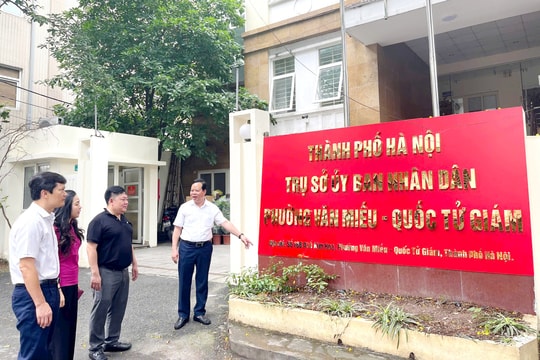 THÀNH PHỐ HÀ NỘI
TRỤ SỞ ỦY BAN NHÂN DÂN
PHƯỜNG VĂN MIẾU - QUỐC TỬ GIÁM
Phường Văn Miếu - Quốc Tử Giám, Thành Phố Hà Nội.